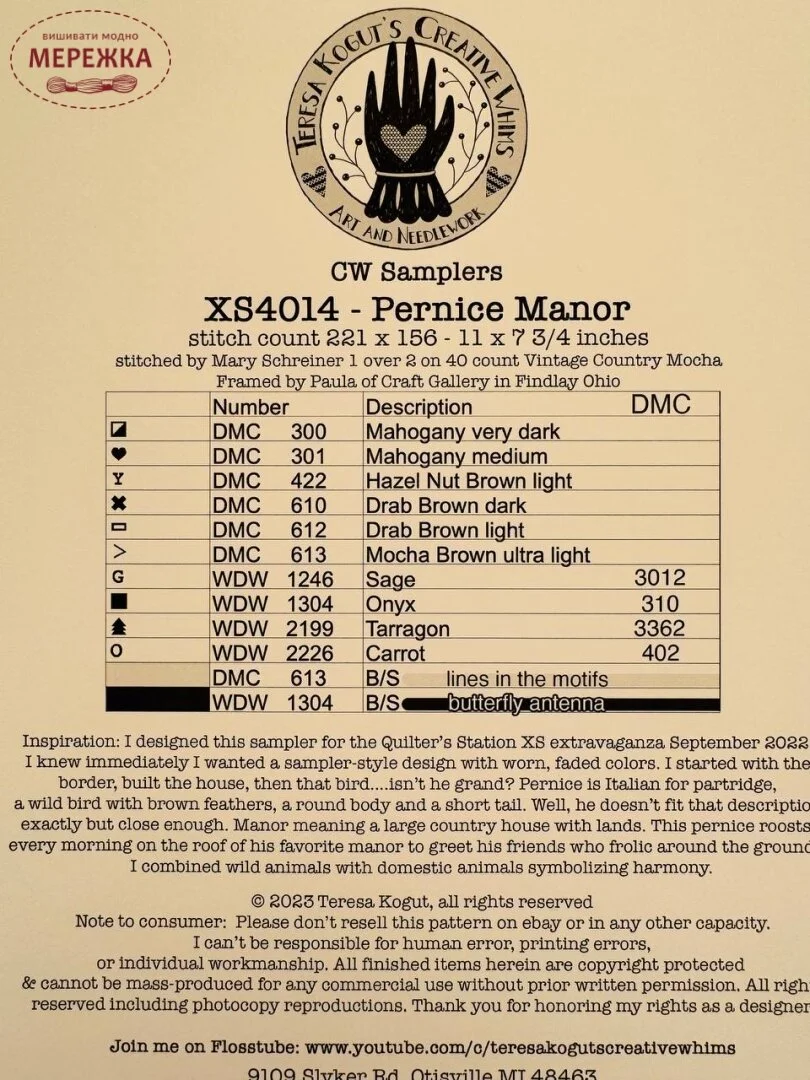 вишивати модно
МЕРЕЖКА
TERESA KOGUT'S CREATIVE WHIMS
ART AND NEEDLEWORK
CW Samplers
XS4014 - Pernice Manor
stitch count 221 x 156 - 11 x 7 3/4 inches
stitched by Mary Schreiner 1 over 2 on 40 count Vintage Country Mocha
Framed by Paula of Craft Gallery in Findlay Ohio
Number Description DMC
DMC 300 Mahogany very dark
DMC 301 Mahogany medium
Y DMC 422 Hazel Nut Brown light
DMC 610 Drab Brown dark
DMC 612 Drab Brown light
> DMC 613 Mocha Brown ultra light
G WDW 1246 Sage 3012
WDW 1304 Onyx 310
WDW 2199 Tarragon 3362
O WDW 2226 Carrot 402
DMC 613 B/S lines in the motifs
WDW 1304 B/S butterfly antenna
Inspiration: I designed this sampler for the Quilter's Station XS extravaganza September 2022
I knew immediately I wanted a sampler-style design with worn, faded colors. I started with the
border, built the house, then that bird....isn't he grand? Pernice is Italian for partridge,
a wild bird with brown feathers, a round body and a short tail. Well, he doesn't fit that descriptio
exactly but close enough. Manor meaning a large country house with lands. This pernice roosts
every morning on the roof of his favorite manor to greet his friends who frolic around the ground
I combined wild animals with domestic animals symbolizing harmony.
© 2023 Teresa Kogut, all rights reserved
Note to consumer: Please don't resell this pattern on ebay or in any other capacity.
I can't be responsible for human error, printing errors,
or individual workmanship. All finished items herein are copyright protected
& cannot be mass-produced for any commercial use without prior written permission. All righ
reserved including photocopy reproductions. Thank you for honoring my rights as a designer
Join me on Flosstube: www.youtube.com/c/teresakogutscreativewhims
9109 Slyker Rd, Otisville MI 48463